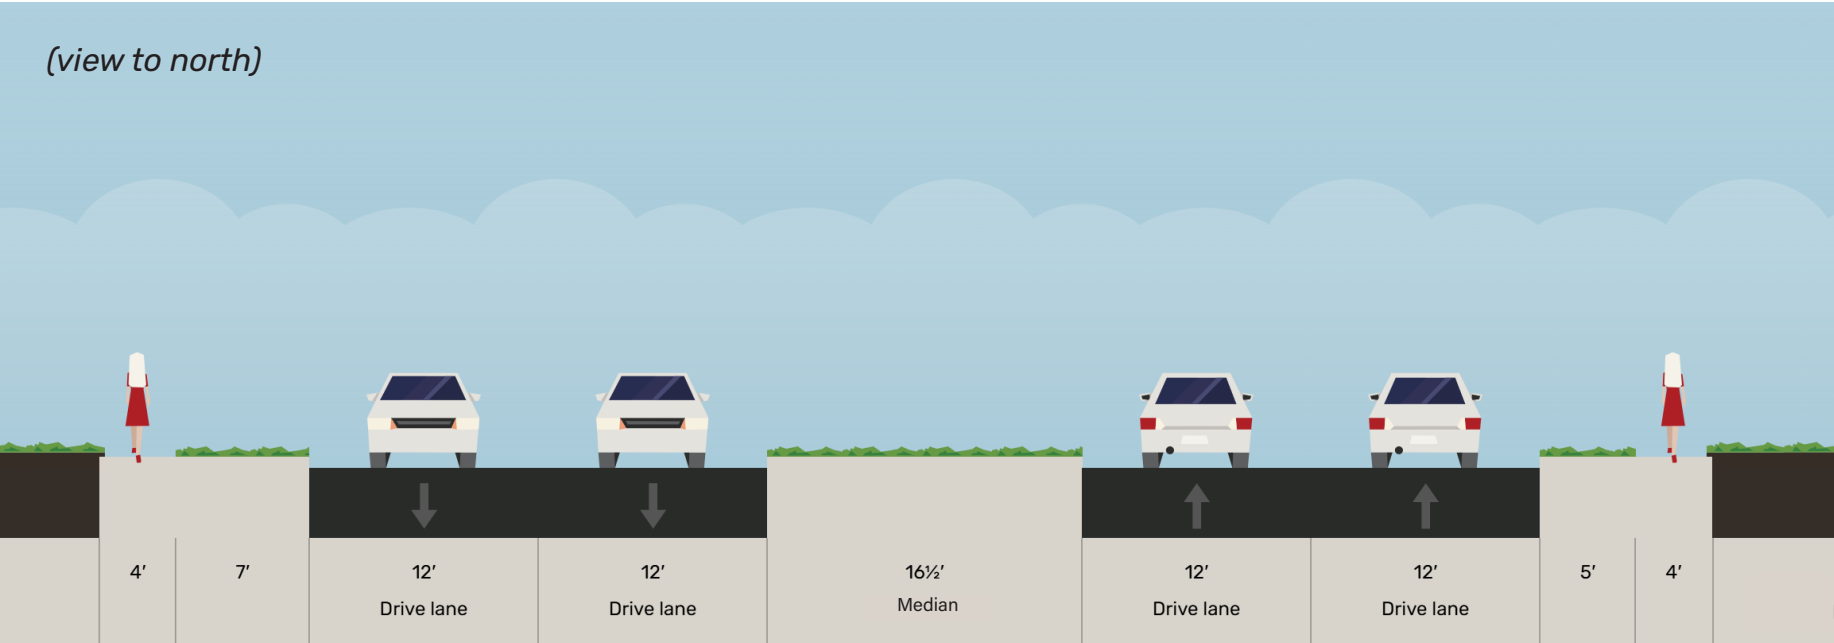 (view to north)
4′ 7′ 12′ 12′ 16½′ 12′ 12′ 5′ 4′
Drive lane Drive lane Median Drive lane Drive lane